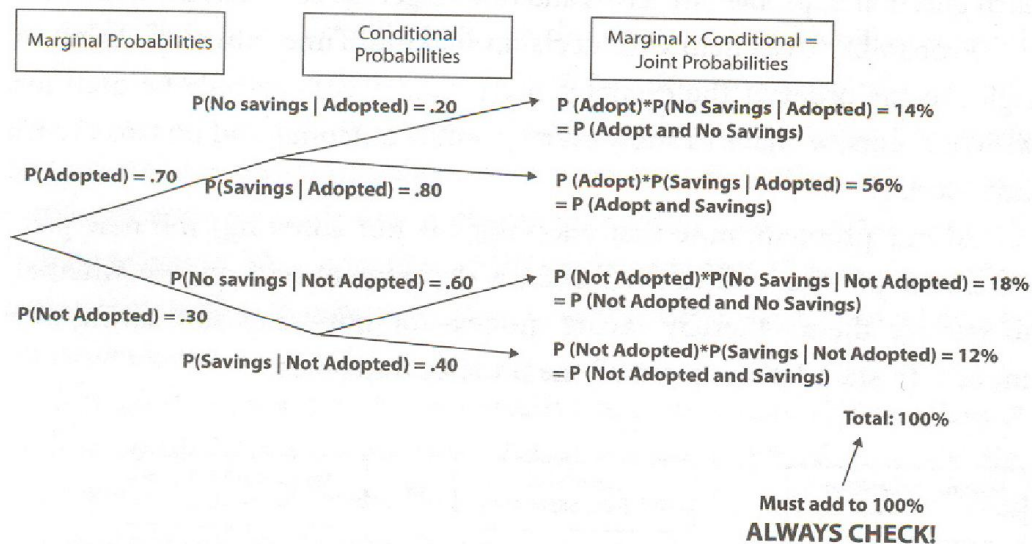 Marginal Probabilities
Conditional
Probabilities
Marginal x Conditional =
Joint Probabilities
P(No savings | Adopted) = .20
P (Adopt)*P(No Savings | Adopted) = 14%
= P (Adopt and No Savings)
P(Adopted) = .70
P(Savings | Adopted) = .80
P (Adopt)*P(Savings | Adopted) = 56%
= P (Adopt and Savings)
P(No savings | Not Adopted) = .60
P (Not Adopted)*P(No Savings | Not Adopted) = 18%
= P (Not Adopted and No Savings)
P(Not Adopted) = .30
P(Savings | Not Adopted) = .40
P (Not Adopted)*P(Savings | Not Adopted) = 12%
= P (Not Adopted and Savings)
Total: 100%
Must add to 100%
ALWAYS CHECK!